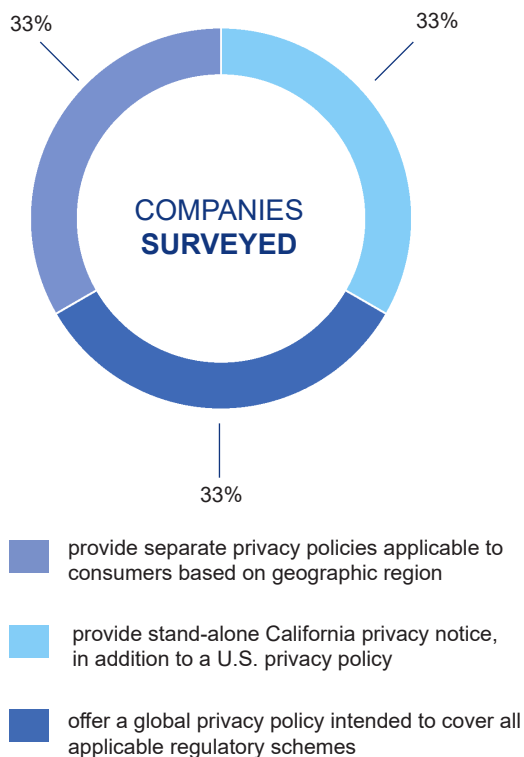 33%
33%
COMPANIES
SURVEYED
33%
provide separate privacy policies applicable to
consumers based on geographic region
provide stand-alone California privacy notice,
in addition to a U.S. privacy policy
offer a global privacy policy intended to cover all
applicable regulatory schemes